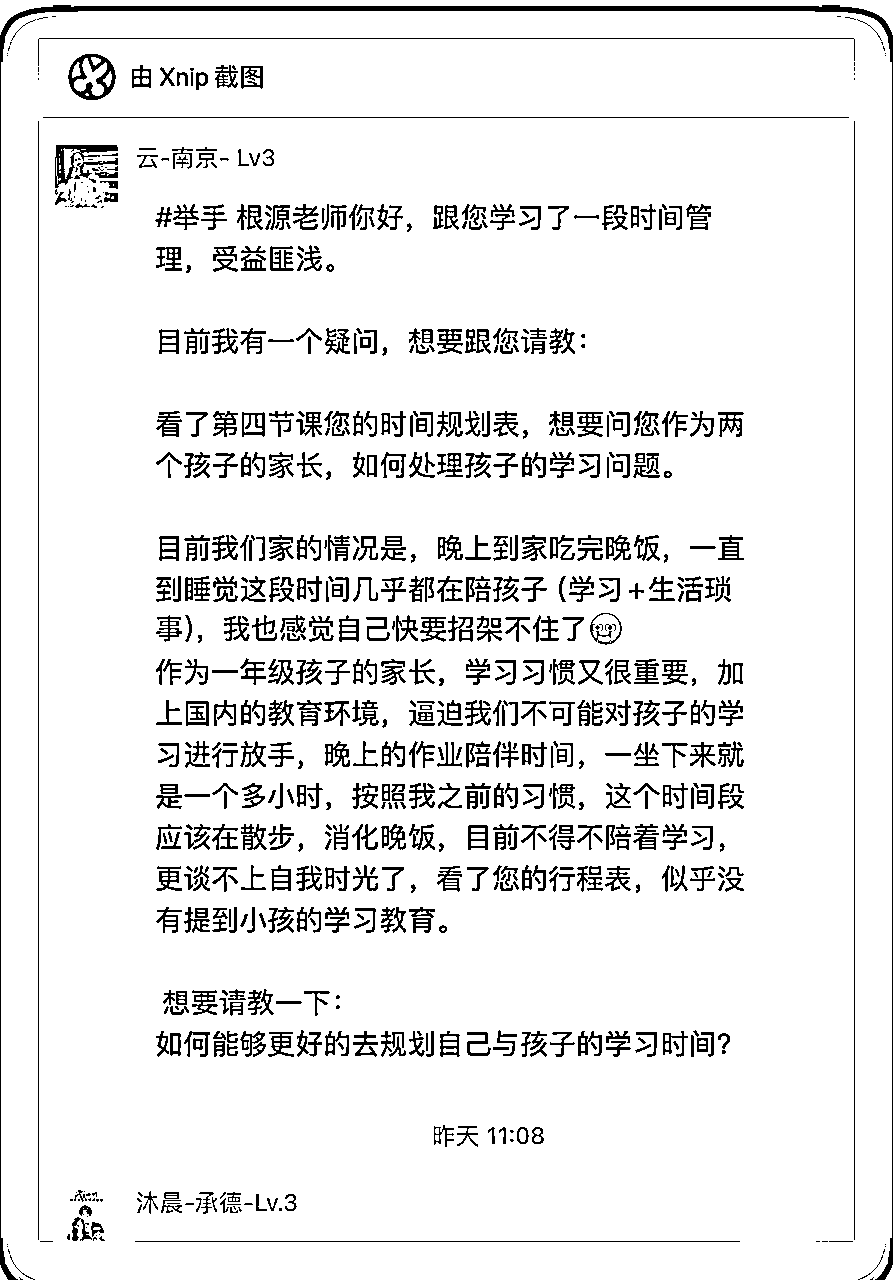 由 Xnip 截图
云-南京- Lv3
#举手 根源老师你好，跟您学习了一段时间管
理，受益匪浅。
目前我有一个疑问，想要跟您请教：
看了第四节课您的时间规划表，想要问您作为两
个孩子的家长，如何处理孩子的学习问题。
目前我们家的情况是，晚上到家吃完晚饭，一直
到睡觉这段时间几乎都在陪孩子（学习+生活琐
事），我也感觉自己快要招架不住了
作为一年级孩子的家长，学习习惯又很重要，加
上国内的教育环境，逼迫我们不可能对孩子的学
习进行放手，晚上的作业陪伴时间，一坐下来就
是一个多小时，按照我之前的习惯，这个时间段
应该在散步，消化晚饭，目前不得不陪着学习，
更谈不上自我时光了，看了您的行程表，似乎没
有提到小孩的学习教育。
想要请教一下：
如何能够更好的去规划自己与孩子的学习时间？
昨天 11:08
沐晨-承德-Lv.3